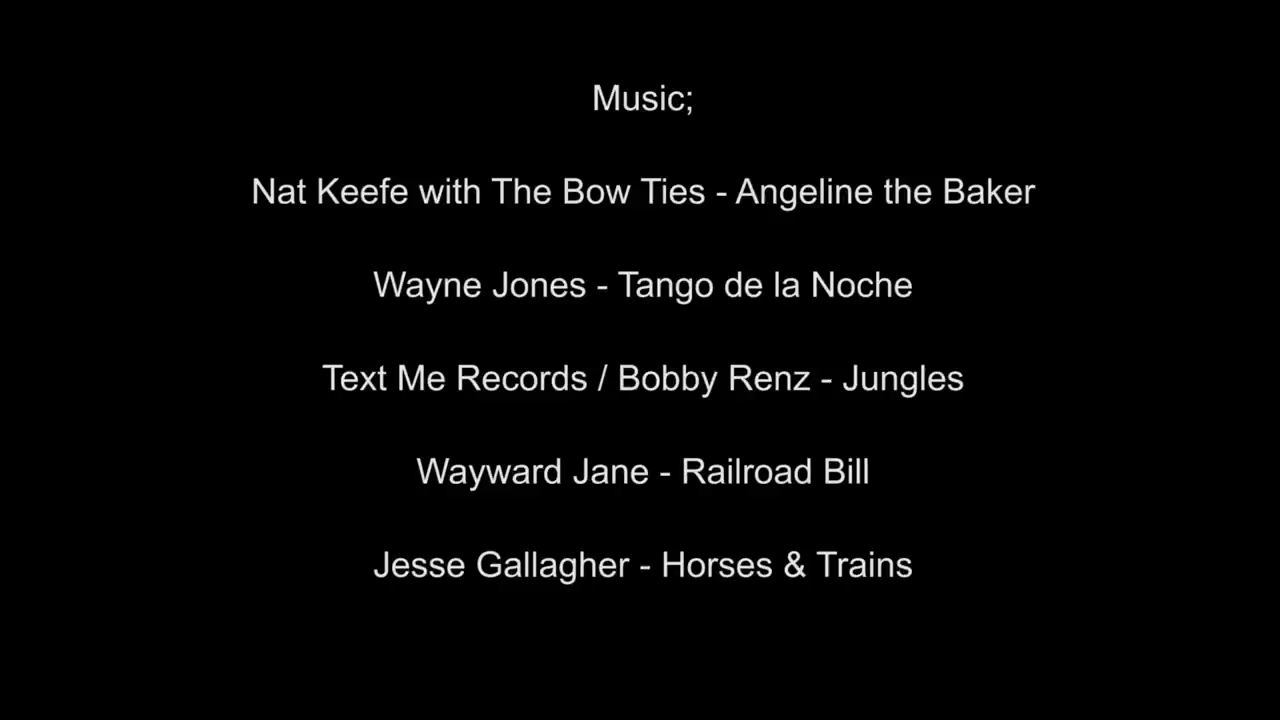 Music;
Nat Keefe with The Bow Ties - Angeline the Baker
Wayne Jones - Tango de la Noche
Text Me Records / Bobby Renz - Jungles
Wayward Jane - Railroad Bill
Jesse Gallagher - Horses & Trains